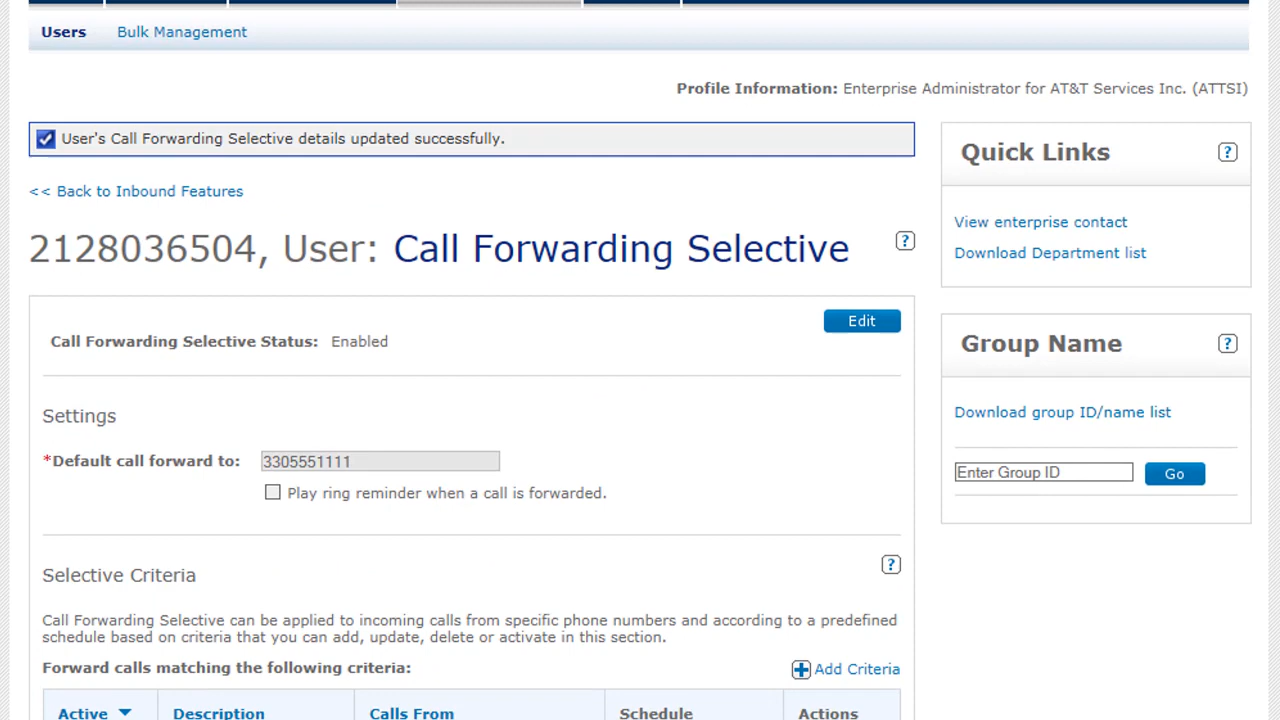 Users
Bulk Management
Profile Information: Enterprise Administrator for AT&T Services Inc. (ATTSI)
User's Call Forwarding Selective details updated successfully.
<< Back to Inbound Features
2128036504, User: Call Forwarding Selective
?
Edit
Call Forwarding Selective Status: Enabled
Settings
*Default call forward to: 3305551111
Play ring reminder when a call is forwarded.
Selective Criteria
?
Call Forwarding Selective can be applied to incoming calls from specific phone numbers and according to a predefined
schedule based on criteria that you can add, update, delete or activate in this section.
Forward calls matching the following criteria:
Add Criteria
Active Description Calls From Schedule Actions
Quick Links
?
View enterprise contact
Download Department list
Group Name
?
Download group ID/name list
Enter Group ID
Go